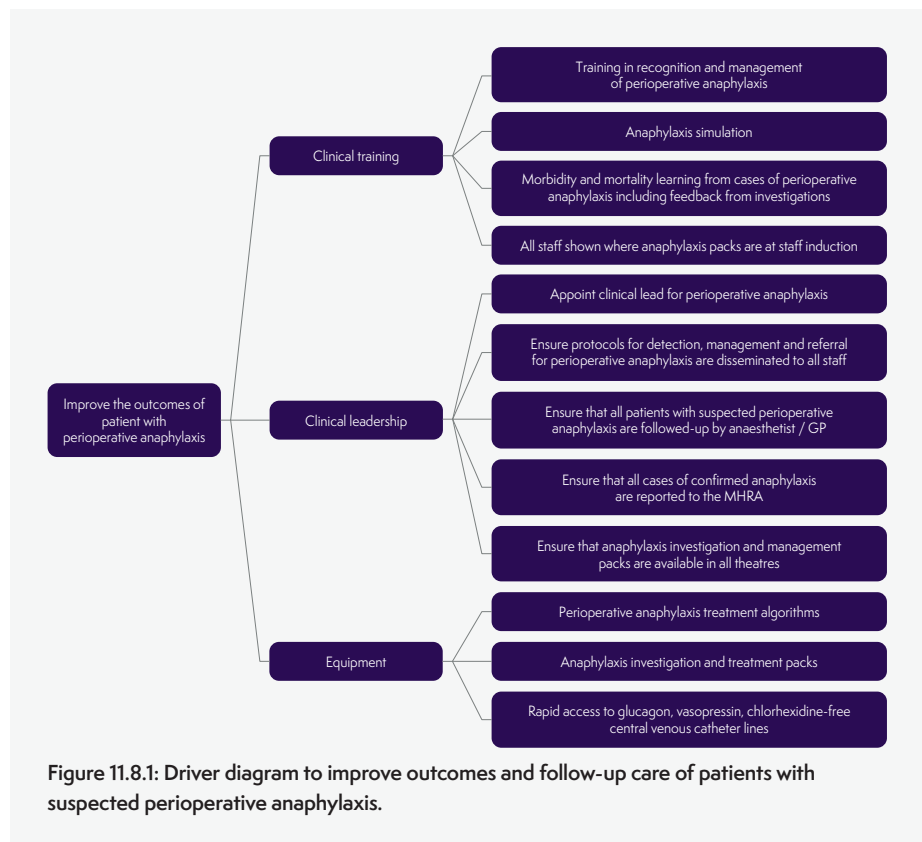 Training in recognition and management
of perioperative anaphylaxis
Anaphylaxis simulation
Clinical training
Morbidity and mortality learning from cases of perioperative
anaphylaxis including feedback from investigations
All staff shown where anaphylaxis packs are at staff induction
Appoint clinical lead for perioperative anaphylaxis
Ensure protocols for detection, management and referral
for perioperative anaphylaxis are disseminated to all staff
Improve the outcomes of
patient with
perioperative anaphylaxis
Clinical leadership
Ensure that all patients with suspected perioperative
anaphylaxis are followed-up by anaesthetist / GP
Ensure that all cases of confirmed anaphylaxis
are reported to the MHRA
Ensure that anaphylaxis investigation and management
packs are available in all theatres
Perioperative anaphylaxis treatment algorithms
Equipment
Anaphylaxis investigation and treatment packs
Rapid access to glucagon, vasopressin, chlorhexidine-free
central venous catheter lines
Figure 11.8.1: Driver diagram to improve outcomes and follow-up care of patients with
suspected perioperative anaphylaxis.